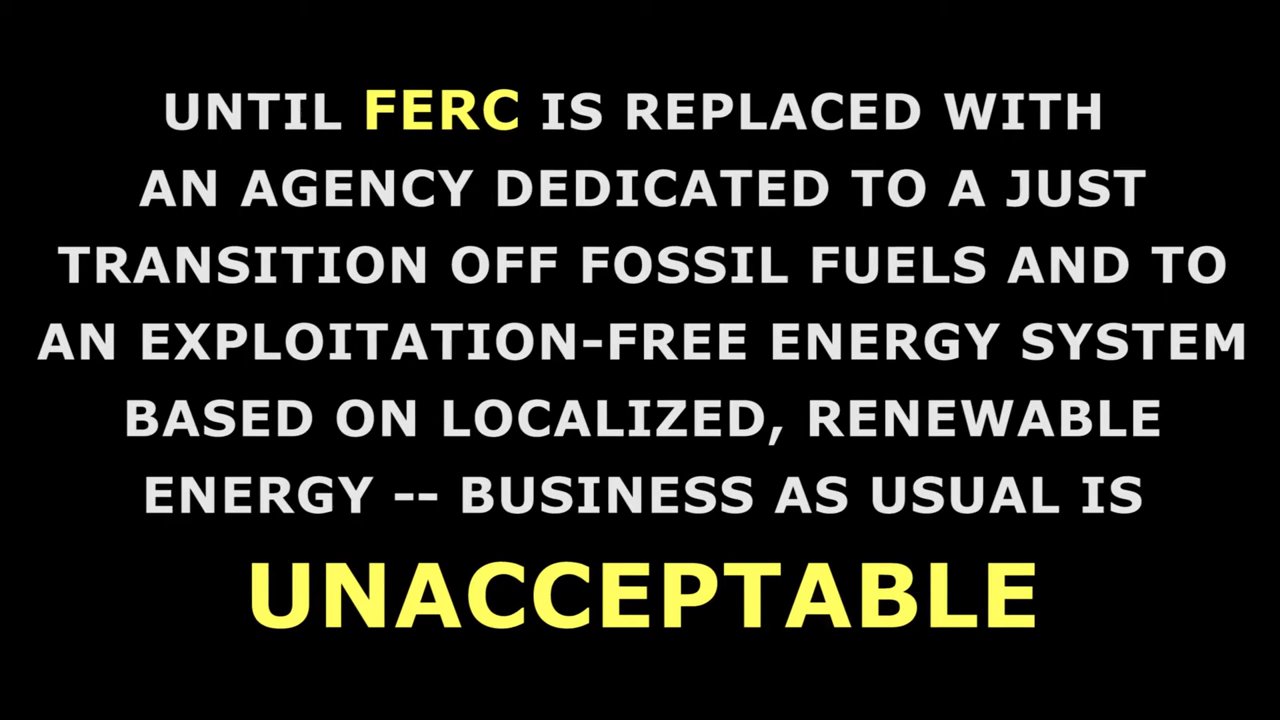 UNTIL FERC IS REPLACED WITH
AN AGENCY DEDICATED TO A JUST
TRANSITION OFF FOSSIL FUELS AND TO
AN EXPLOITATION-FREE ENERGY SYSTEM
BASED ON LOCALIZED, RENEWABLE
ENERGY -- BUSINESS AS USUAL IS
UNACCEPTABLE